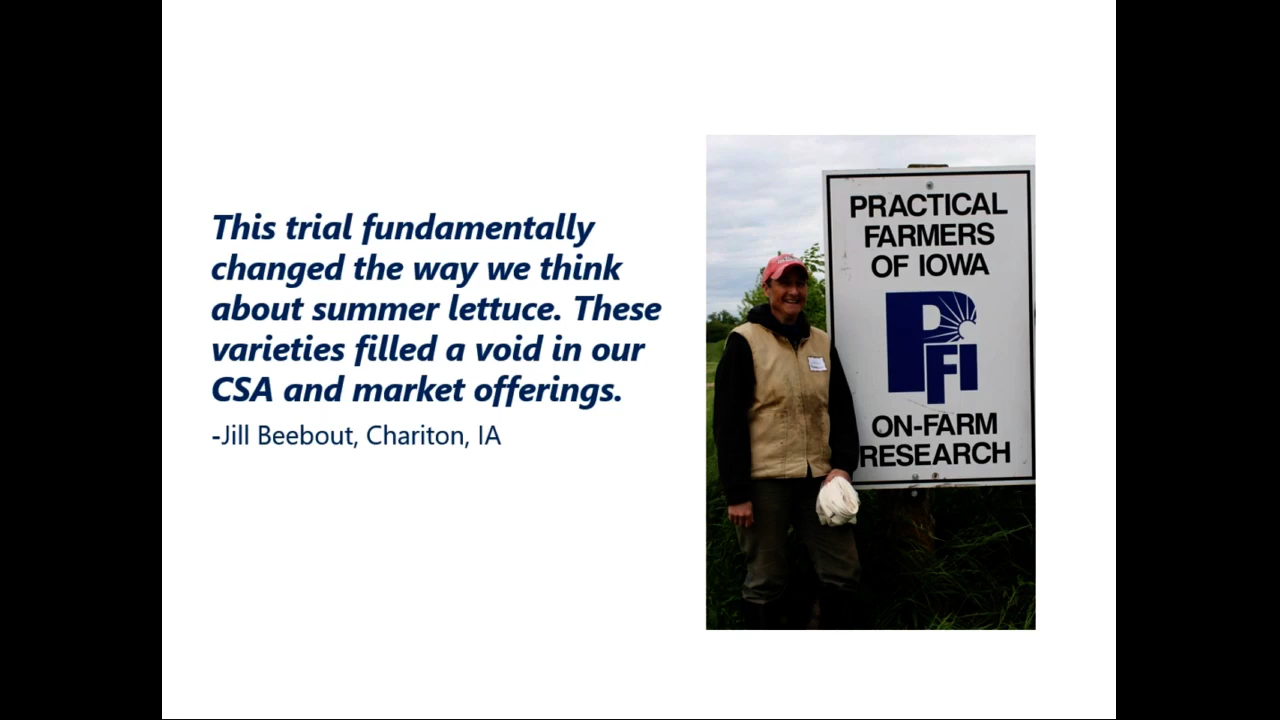 This trial fundamentally
changed the way we think
about summer lettuce. These
varieties filled a void in our
CSA and market offerings.
-Jill Beebout, Chariton, IA
PRACTICAL
FARMERS
OF IOWA
PFI
ON-FARM
RESEARCH